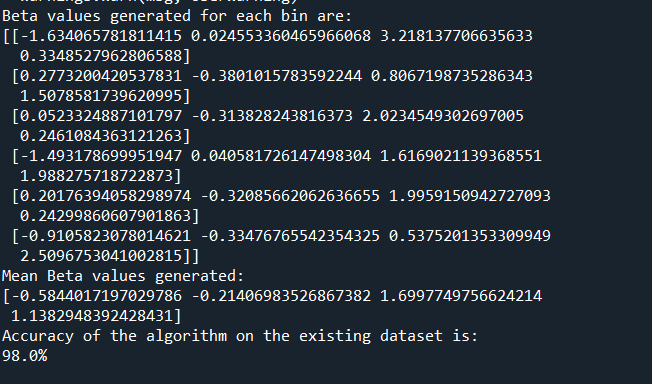 Beta values generated for each bin are:
[[-1.634065781811415 0.024553360465966068 3.218137706635633
0.3348527962806588]
[0.2773200420537831 -0.3801015783592244 0.8067198735286343
1.5078581739620995]
[0.0523324887101797 -0.313828243816373 2.0234549302697005
0.2461084363121263]
[-1.493178699951947 0.040581726147498304 1.6169021139368551
1.988275718722873]
[0.20176394058298974 -0.32085662062636655 1.9959150942727093
0.24299860607901863]
[-0.9105823078014621 -0.33476765542354325 0.5375201353309949
2.5096753041002815]]
Mean Beta values generated:
[-0.5844017197029786 -0.21406983526867382 1.6997749756624214
1.1382948392428431]
Accuracy of the algorithm on the existing dataset is:
98.0%